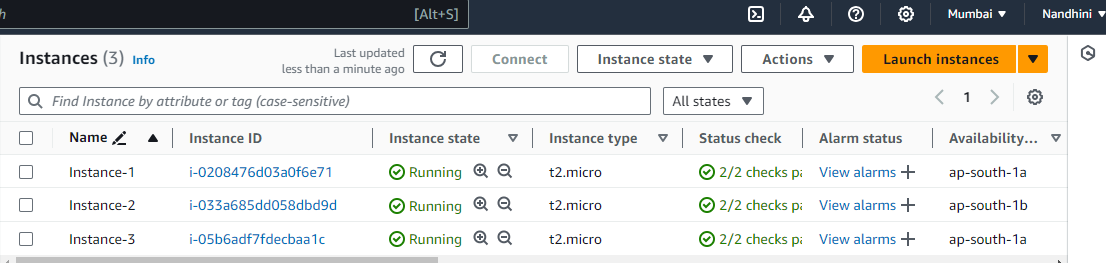 [Alt+S] Mumbai Nandhini
Instances (3) Info Last updated less than a minute ago Connect Instance state Actions Launch instances
Find Instance by attribute or tag (case-sensitive) All states 1
Name Instance ID Instance state Instance type Status check Alarm status Availability...
Instance-1 i-0208476d03a0f6e71 Running t2.micro 2/2 checks pa View alarms ap-south-1a
Instance-2 i-033a685dd058dbd9d Running t2.micro 2/2 checks pa View alarms ap-south-1b
Instance-3 i-05b6adf7fdecbaa1c Running t2.micro 2/2 checks pa View alarms ap-south-1a